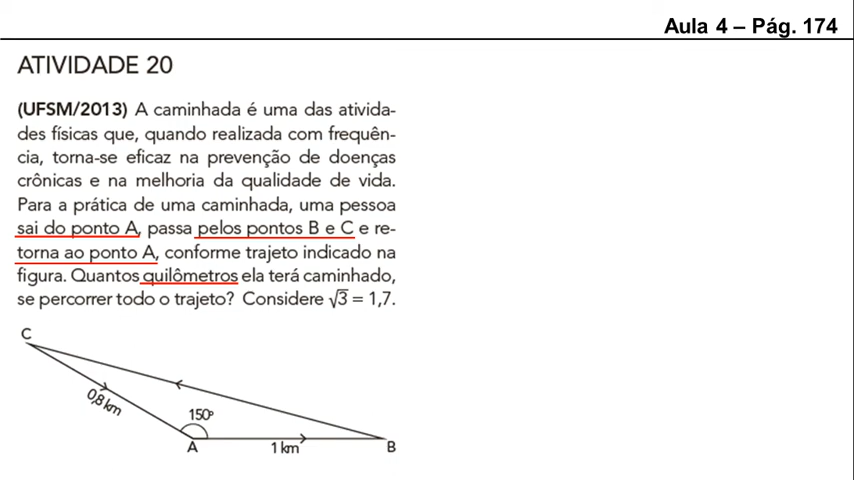 Aula 4 – Pág. 174
ATIVIDADE 20
(UFSM/2013) A caminhada é uma das ativida-
des físicas que, quando realizada com frequên-
cia, torna-se eficaz na prevenção de doenças
crônicas e na melhoria da qualidade de vida.
Para a prática de uma caminhada, uma pessoa
sai do ponto A, passa pelos pontos B e C e re-
torna ao ponto A, conforme trajeto indicado na
figura. Quantos quilômetros ela terá caminhado,
se percorrer todo o trajeto? Considere √3 = 1,7.
C
0,8 km
150°
A
1 km
B